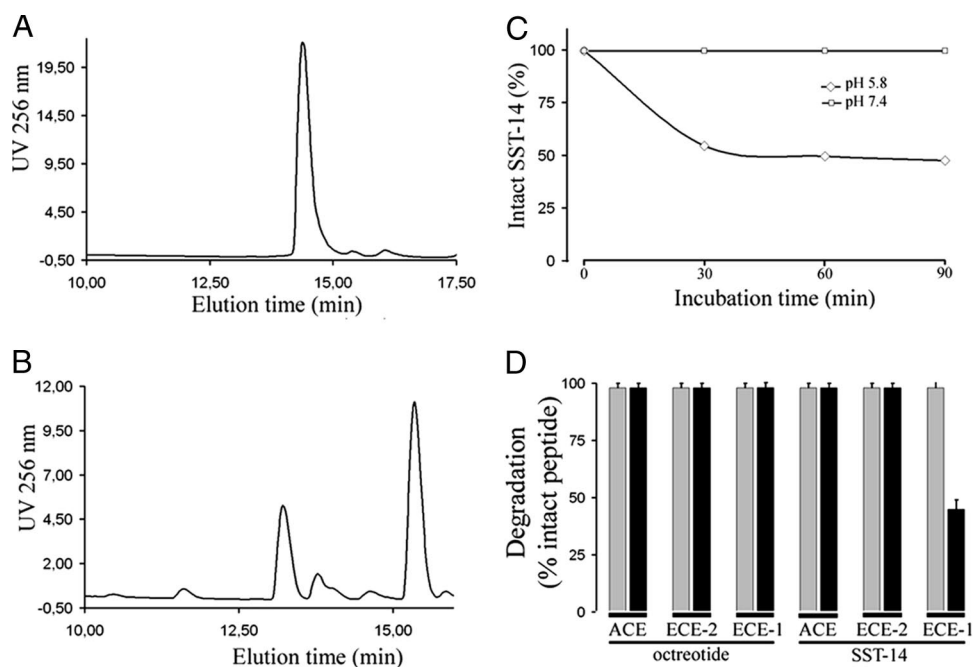 A
UV 256 nm
19,50
14,50
9,50
4,50
-0,50
10,00 12,50 15,00 17,50
Elution time (min)
B
UV 256 nm
12,00
9,50
7,00
4,50
2,00
-0,50
10,00 12,50 15,00
Elution time (min)
C
Intact SST-14 (%)
100
75
50
25
0
pH 5.8
pH 7.4
0 30 60 90
Incubation time (min)
D
Degradation
(% intact peptide)
100
75
50
25
0
ACE ECE-2 ECE-1 ACE ECE-2 ECE-1
octreotide SST-14